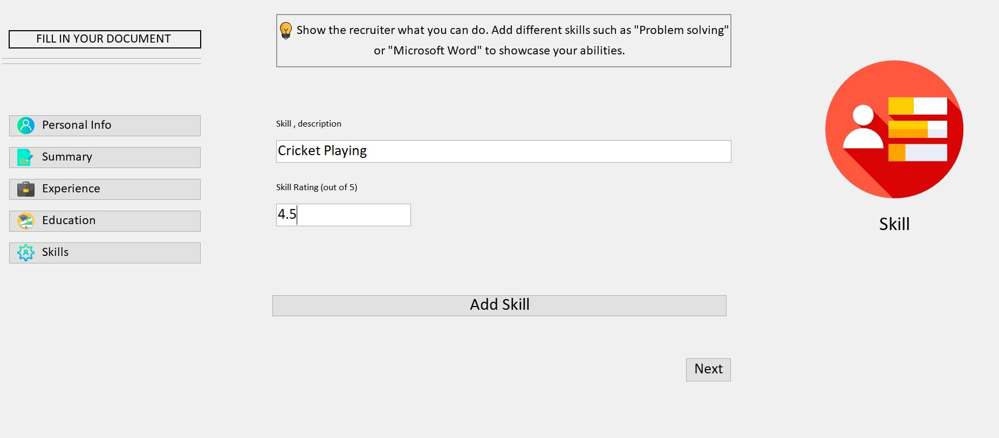 FILL IN YOUR DOCUMENT
Personal Info
Summary
Experience
Education
Skills
Show the recruiter what you can do. Add different skills such as "Problem solving"
or "Microsoft Word" to showcase your abilities.
Skill , description
Cricket Playing
Skill Rating (out of 5)
4.5
Add Skill
Next
Skill